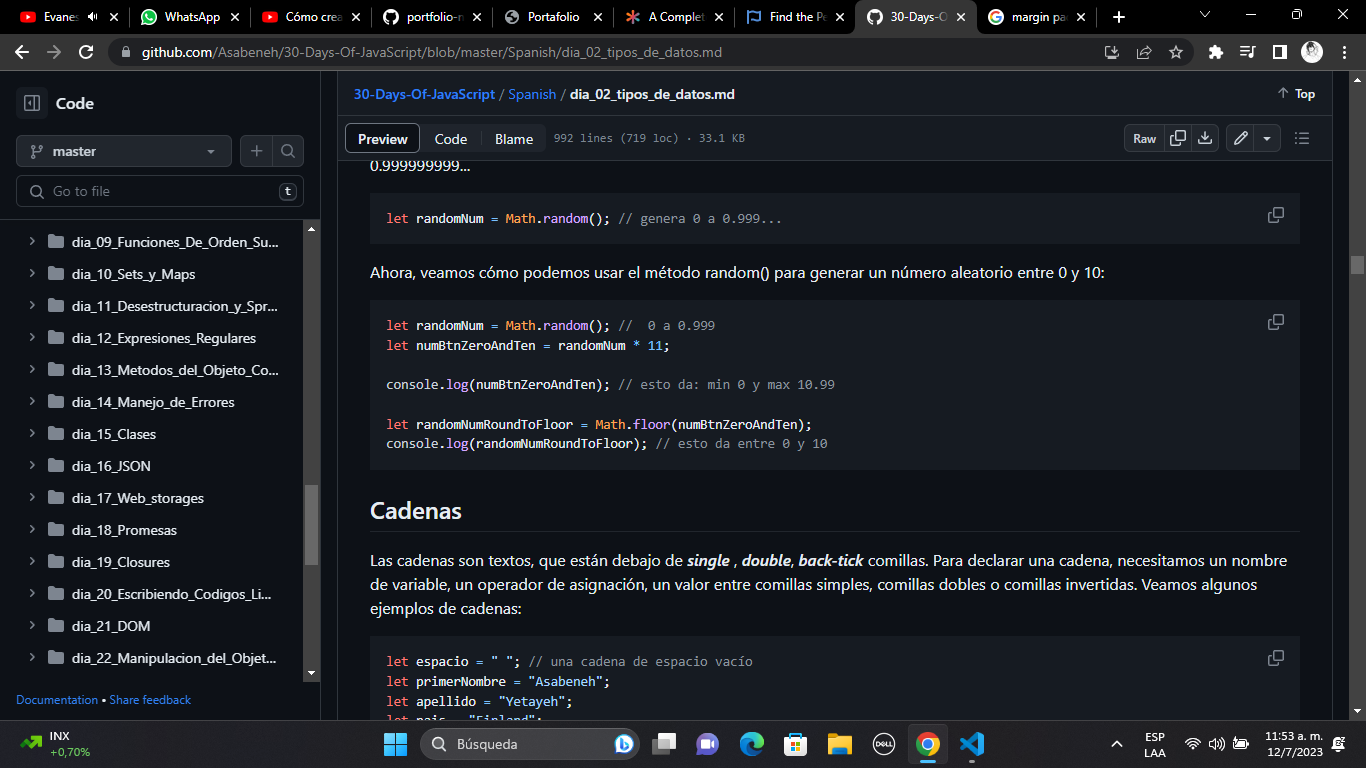 Evanes
WhatsApp
Cómo crea
portfolio-r
Portafolio
A Complet
Find the Pe
30-Days-O
margin pa
github.com/Asabeneh/30-Days-Of-JavaScript/blob/master/Spanish/dia_02_tipos_de_datos.md
Code
master
Go to file
t
dia_09_Funciones_De_Orden_Su...
dia_10_Sets_y_Maps
dia_11_Desestructuracion_y_Spr...
dia_12_Expresiones_Regulares
dia_13_Metodos_del_Objeto_Co...
dia_14_Manejo_de_Errores
dia_15_Clases
dia_16_JSON
dia_17_Web_storages
dia_18_Promesas
dia_19_Closures
dia_20_Escribiendo_Codigos_Li...
dia_21_DOM
dia_22_Manipulacion_del_Objet...
Documentation • Share feedback
30-Days-Of-JavaScript / Spanish / dia_02_tipos_de_datos.md
Top
Preview
Code
Blame
992 lines (719 loc) · 33.1 KB
Raw
0.999999999...
let randomNum = Math.random(); // genera 0 a 0.999...
Ahora, veamos cómo podemos usar el método random() para generar un número aleatorio entre 0 y 10:
let randomNum = Math.random(); //  0 a 0.999
let numBtnZeroAndTen = randomNum * 11;
console.log(numBtnZeroAndTen); // esto da: min 0 y max 10.99
let randomNumRoundToFloor = Math.floor(numBtnZeroAndTen);
console.log(randomNumRoundToFloor); // esto da entre 0 y 10
Cadenas
Las cadenas son textos, que están debajo de single , double, back-tick comillas. Para declarar una cadena, necesitamos un nombre
de variable, un operador de asignación, un valor entre comillas simples, comillas dobles o comillas invertidas. Veamos algunos
ejemplos de cadenas:
let espacio = " "; // una cadena de espacio vacío
let primerNombre = "Asabeneh";
let apellido = "Yetayeh";
let pais = "Finland";
INX
+0,70%
Búsqueda
DELL
ESP
LAA
11:53 a. m.
12/7/2023